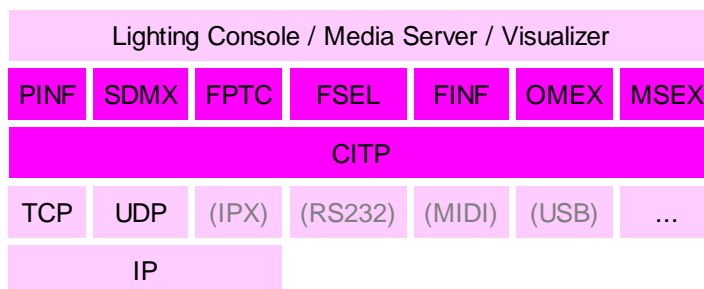 Lighting Console / Media Server / Visualizer
PINF SDMX FPTC FSEL FINF OMEX MSEX
CITP
TCP UDP (IPX) (RS232) (MIDI) (USB) ...
IP